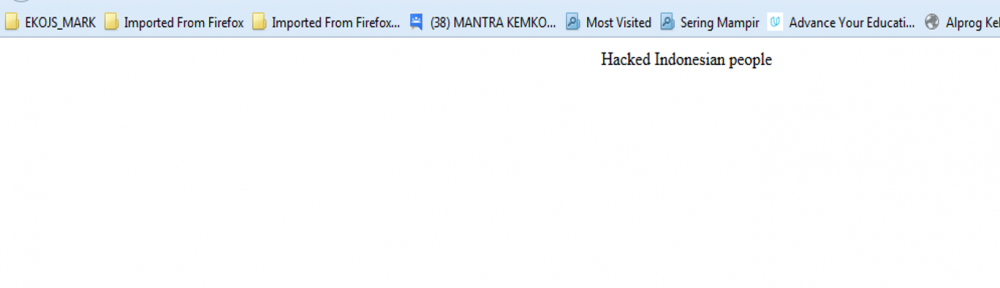 EKOJS_MARK Imported From Firefox Imported From Firefox... (38) MANTRA KEMKO... Most Visited Sering Mampir Advance Your Educati... Alprog Kel
Hacked Indonesian people